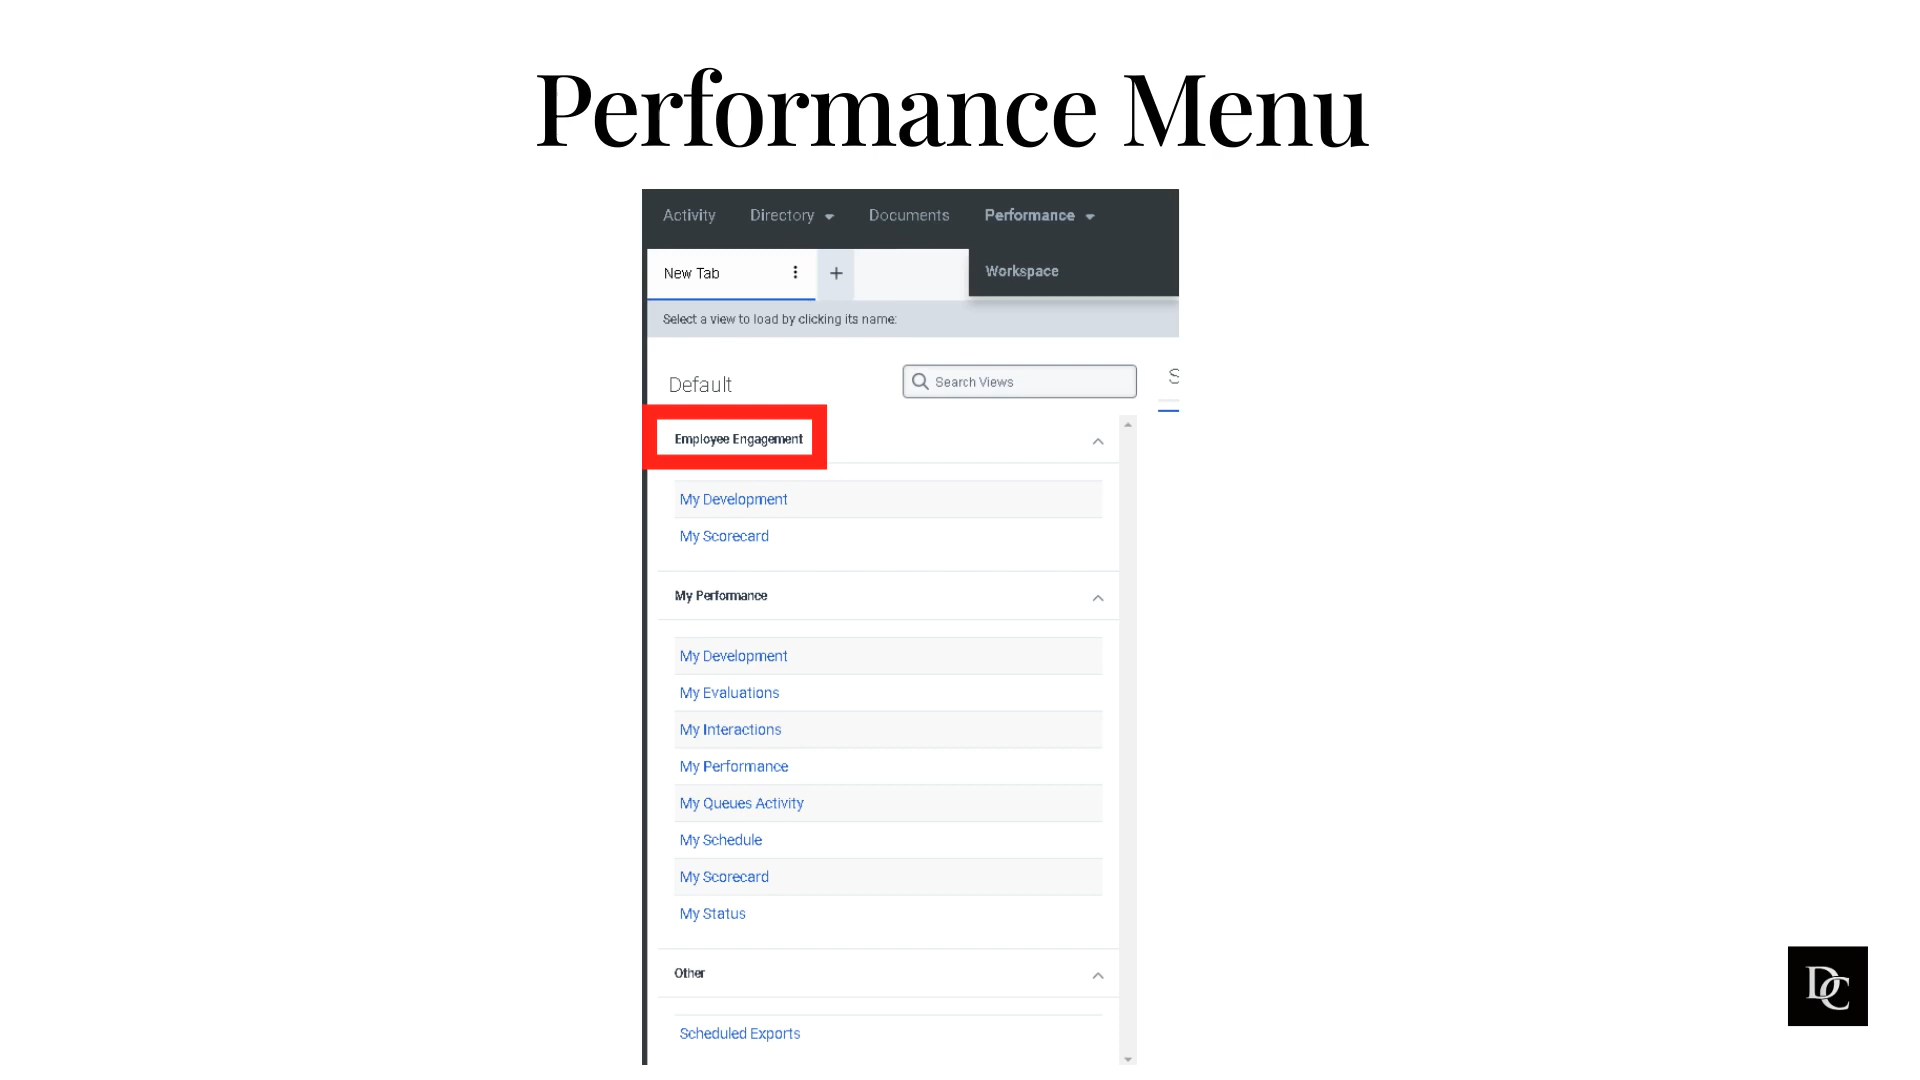 Performance Menu
Activity Directory Documents Performance
New Tab + Workspace
Select a view to load by clicking its name:
Default Search Views S
Employee Engagement
My Development
My Scorecard
My Performance
My Development
My Evaluations
My Interactions
My Performance
My Queues Activity
My Schedule
My Scorecard
My Status
Other
Scheduled Exports
DC